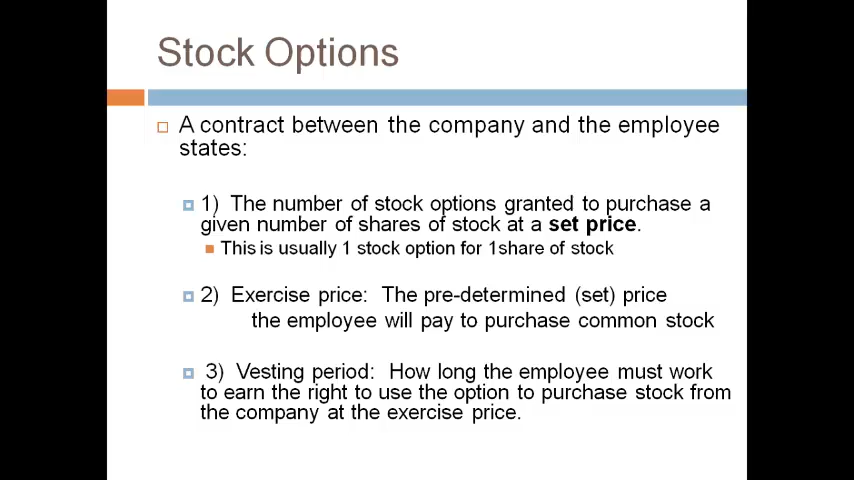 Stock Options
A contract between the company and the employee
states:
1) The number of stock options granted to purchase a
given number of shares of stock at a set price.
This is usually 1 stock option for 1share of stock
2) Exercise price: The pre-determined (set) price
the employee will pay to purchase common stock
3) Vesting period: How long the employee must work
to earn the right to use the option to purchase stock from
the company at the exercise price.